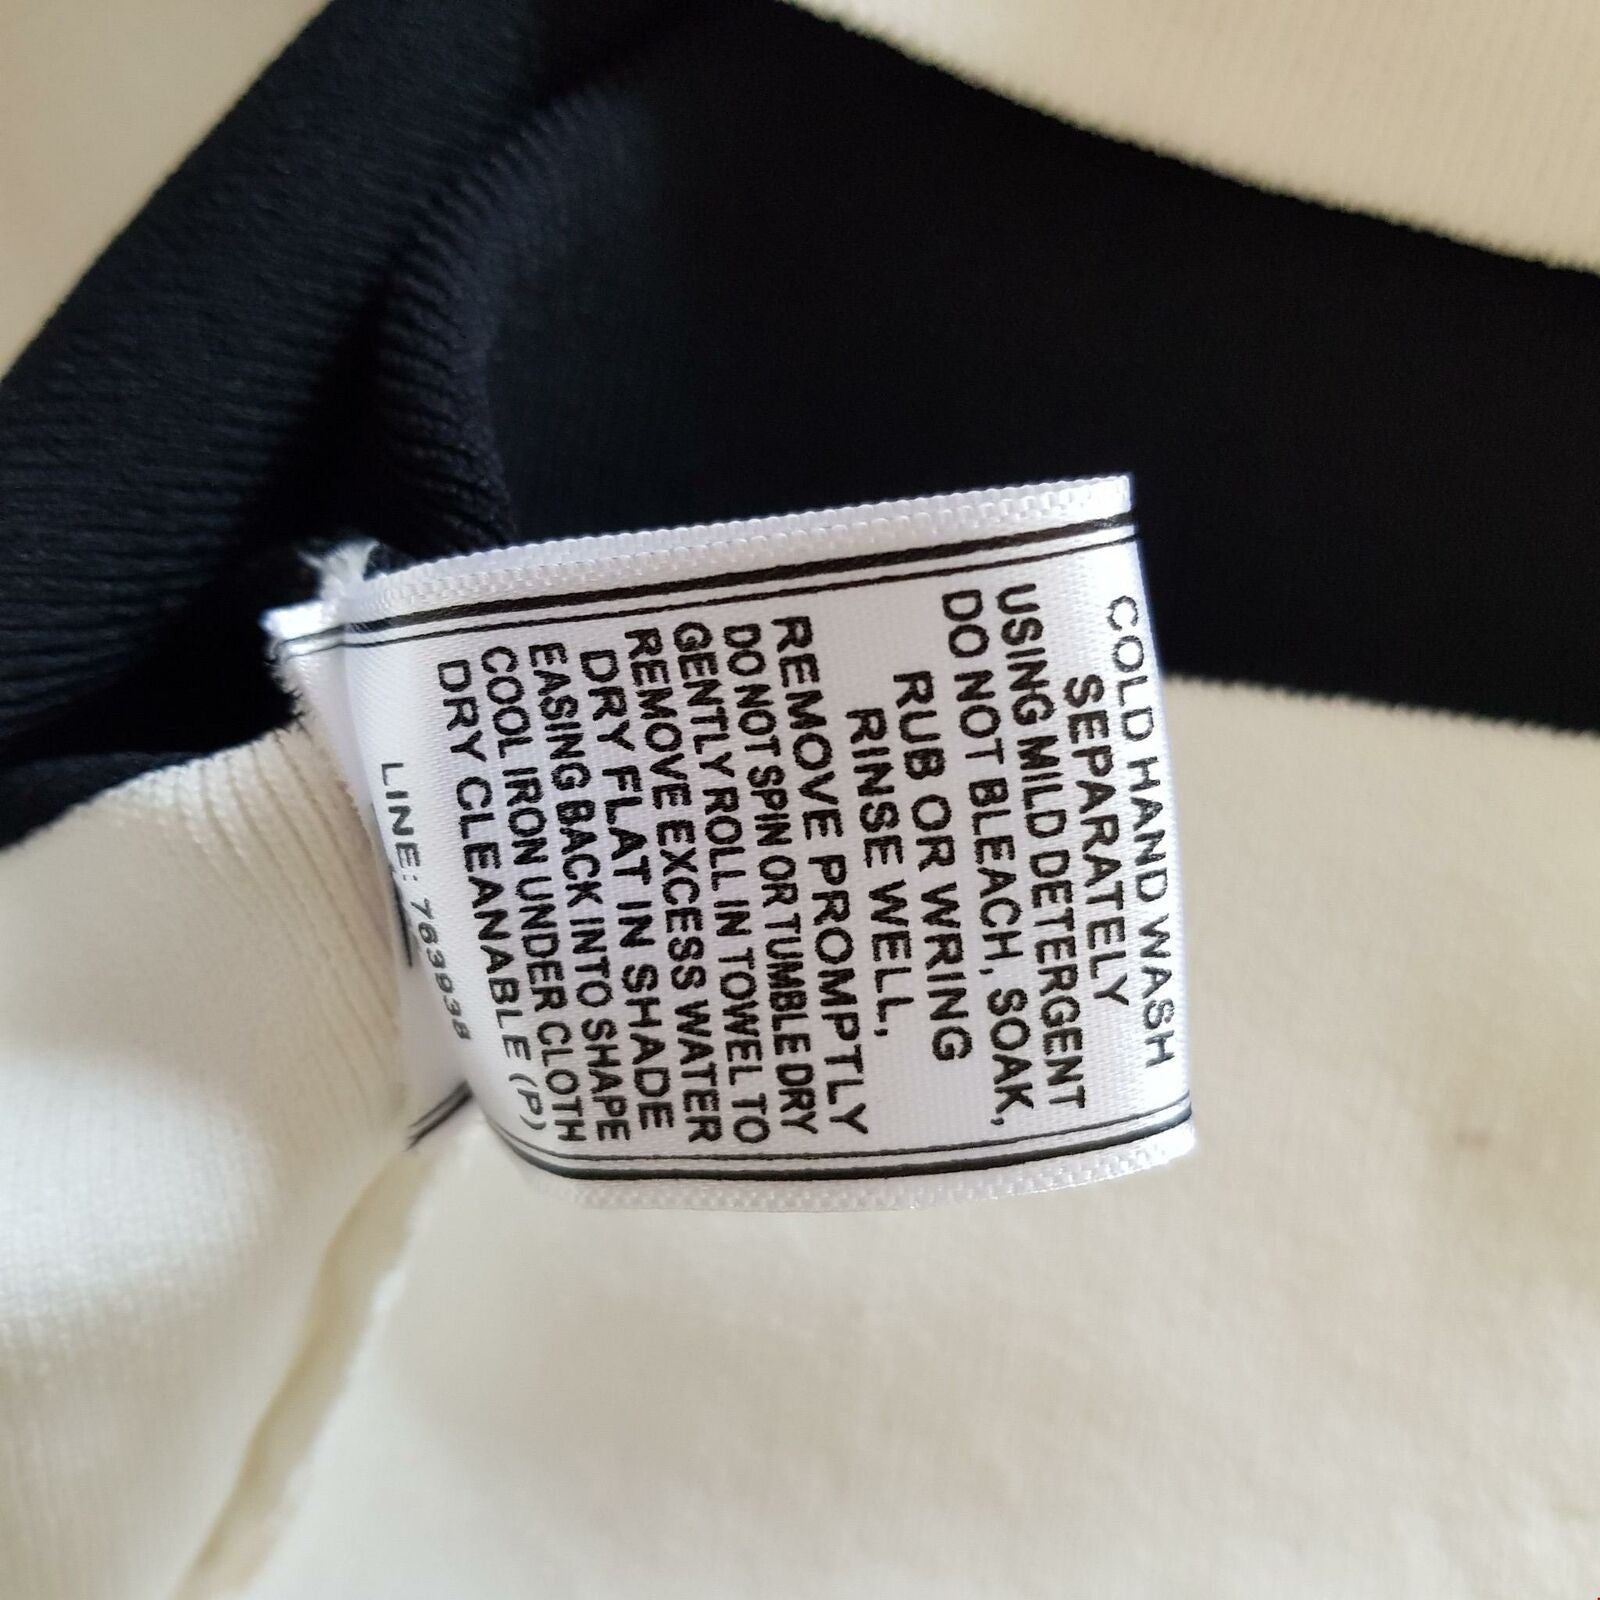 COLD HAND WASH
SEPARATELY
USING MILD DETERGENT
DO NOT BLEACH, SOAK,
RUB OR WRING
RINSE WELL,
REMOVE PROMPTLY
DO NOT SPIN OR TUMBLE DRY
GENTLY ROLL IN TOWEL TO
REMOVE EXCESS WATER
DRY FLAT IN SHADE
EASING BACK INTO SHAPE
COOL IRON UNDER CLOTH
DRY CLEANABLE (P)
LINE: 763938